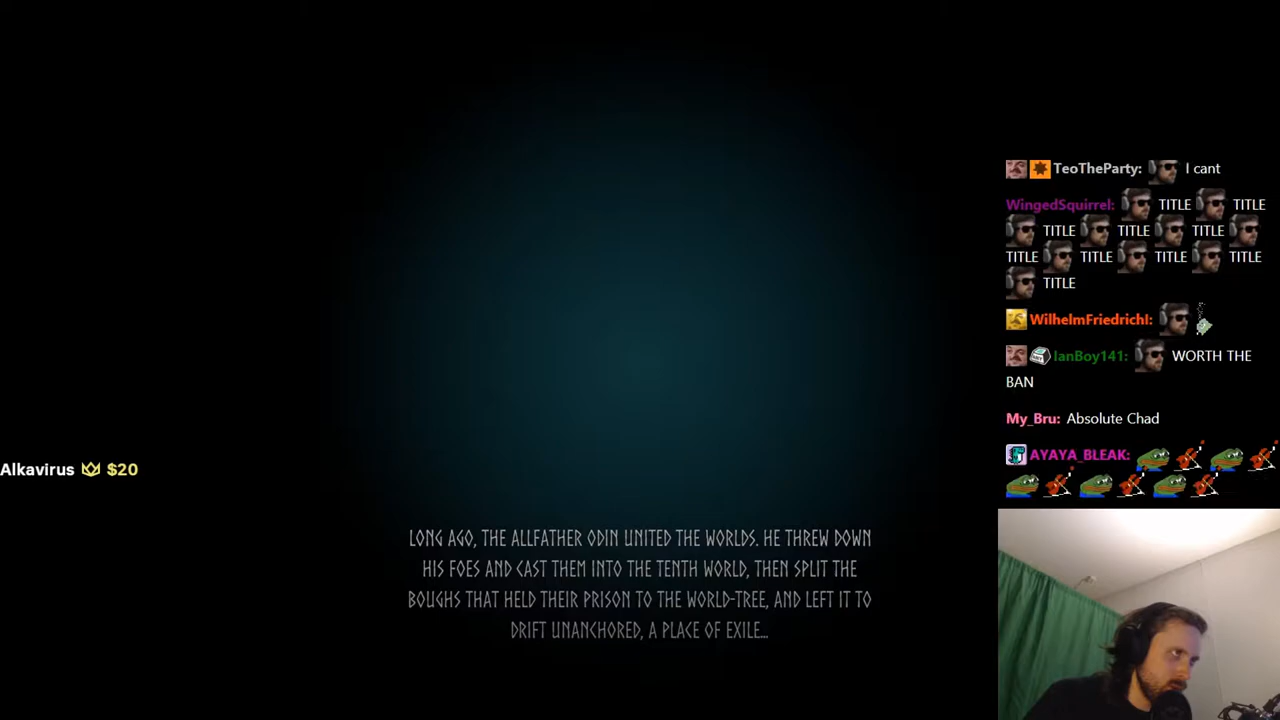 TeoTheParty: I cant
WingedSquirrel: TITLE TITLE
TITLE TITLE TITLE
TITLE TITLE TITLE TITLE
TITLE
WilhelmFriedrichI:
IanBoy141: WORTH THE
BAN
My_Bru: Absolute Chad
AYAYA_BLEAK:
Alkavirus $20
LONG AGO, THE ALLFATHER ODIN UNITED THE WORLDS. HE THREW DOWN
HIS FOES AND CAST THEM INTO THE TENTH WORLD, THEN SPLIT THE
BOUGHS THAT HELD THEIR PRISON TO THE WORLD-TREE, AND LEFT IT TO
DRIFT UNANCHORED, A PLACE OF EXILE...